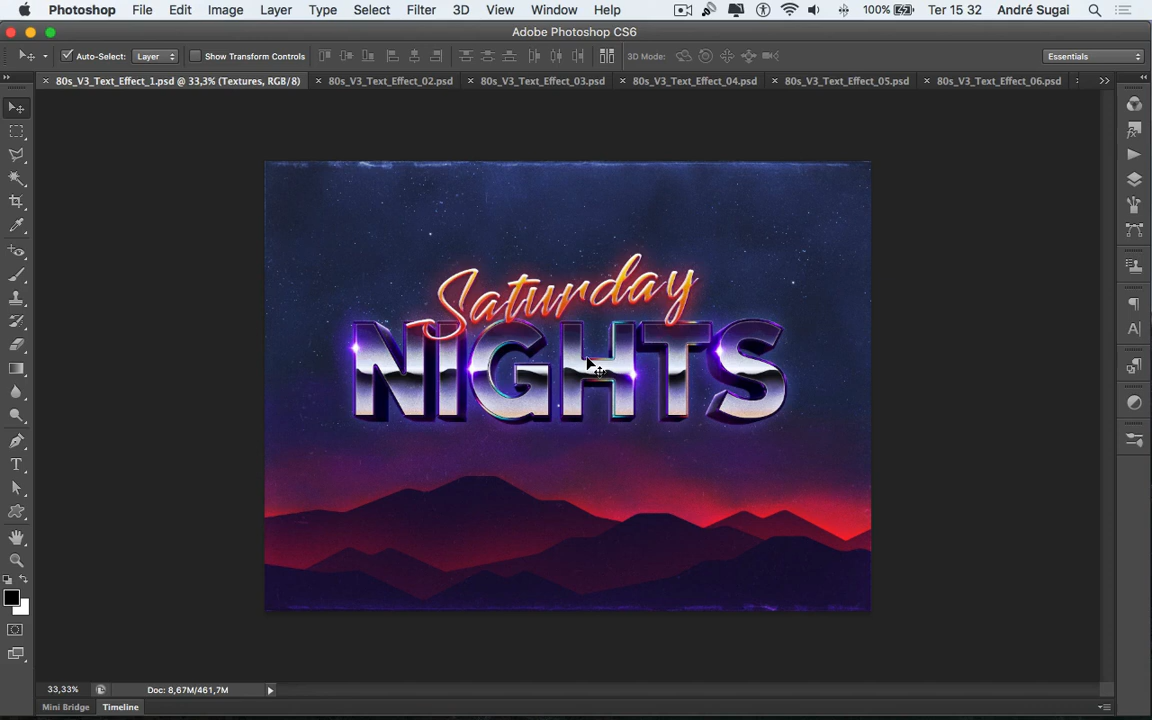 Photoshop File Edit Image Layer Type Select Filter 3D View Window Help 100% Ter 15 32 André Sugai
Adobe Photoshop CS6
Auto-Select: Layer Show Transform Controls 3D Mode: Essentials
80s_V3_Text_Effect_1.psd @ 33,3% (Textures, RGB/8) 80s_V3_Text_Effect_02.psd 80s_V3_Text_Effect_03.psd 80s_V3_Text_Effect_04.psd 80s_V3_Text_Effect_05.psd 80s_V3_Text_Effect_06.psd
Saturday
NIGHTS
33,33% Doc: 8,67M/461,7M
Mini Bridge Timeline